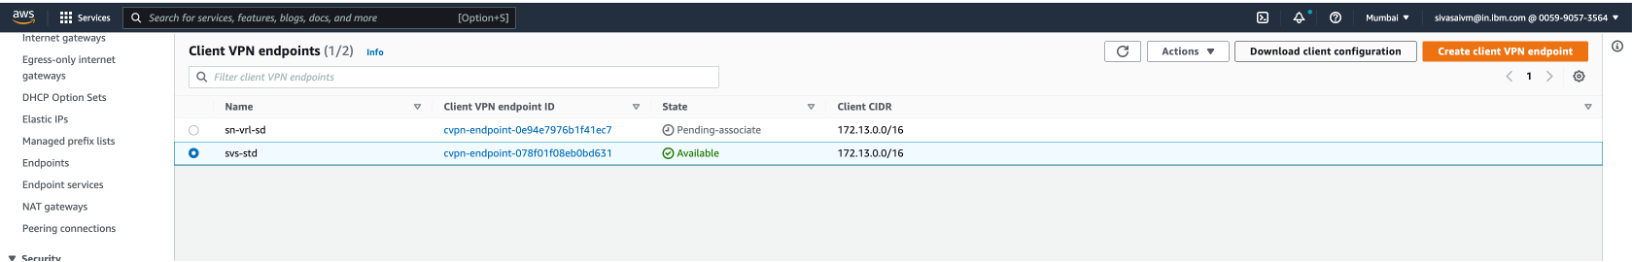 aws Services Search for services, features, blogs, docs, and more [Option+S] Mumbai ▼ sivasaivm@in.ibm.com @ 0059-9057-3564 ▼
Internet gateways
Egress-only internet
gateways
DHCP Option Sets
Elastic IPs
Managed prefix lists
Endpoints
Endpoint services
NAT gateways
Peering connections
▼ Security
Client VPN endpoints (1/2) Info
Actions ▼ Download client configuration Create client VPN endpoint
Filter client VPN endpoints
< 1 >
Name Client VPN endpoint ID State Client CIDR
sn-vrl-sd cvpn-endpoint-0e94e7976b1f41ec7 Pending-associate 172.13.0.0/16
svs-std cvpn-endpoint-078f01f08eb0bd631 Available 172.13.0.0/16